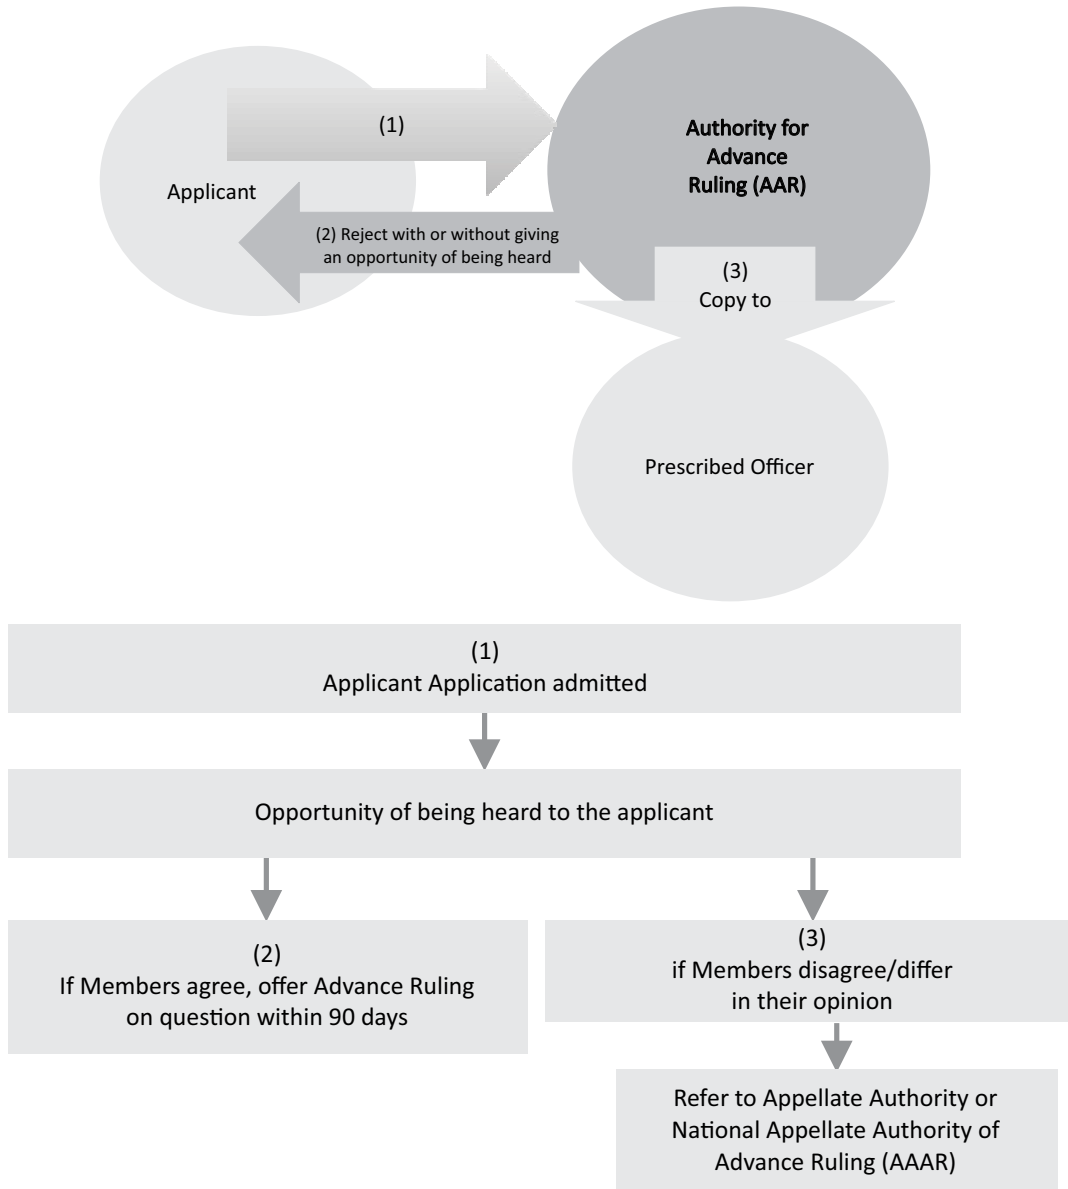 (1)
Authority for
Advance
Ruling (AAR)
Applicant
(2) Reject with or without giving
an opportunity of being heard
(3)
Copy to
Prescribed Officer
(1)
Applicant Application admitted
Opportunity of being heard to the applicant
(2)
If Members agree, offer Advance Ruling
on question within 90 days
(3)
if Members disagree/differ
in their opinion
Refer to Appellate Authority or
National Appellate Authority of
Advance Ruling (AAAR)